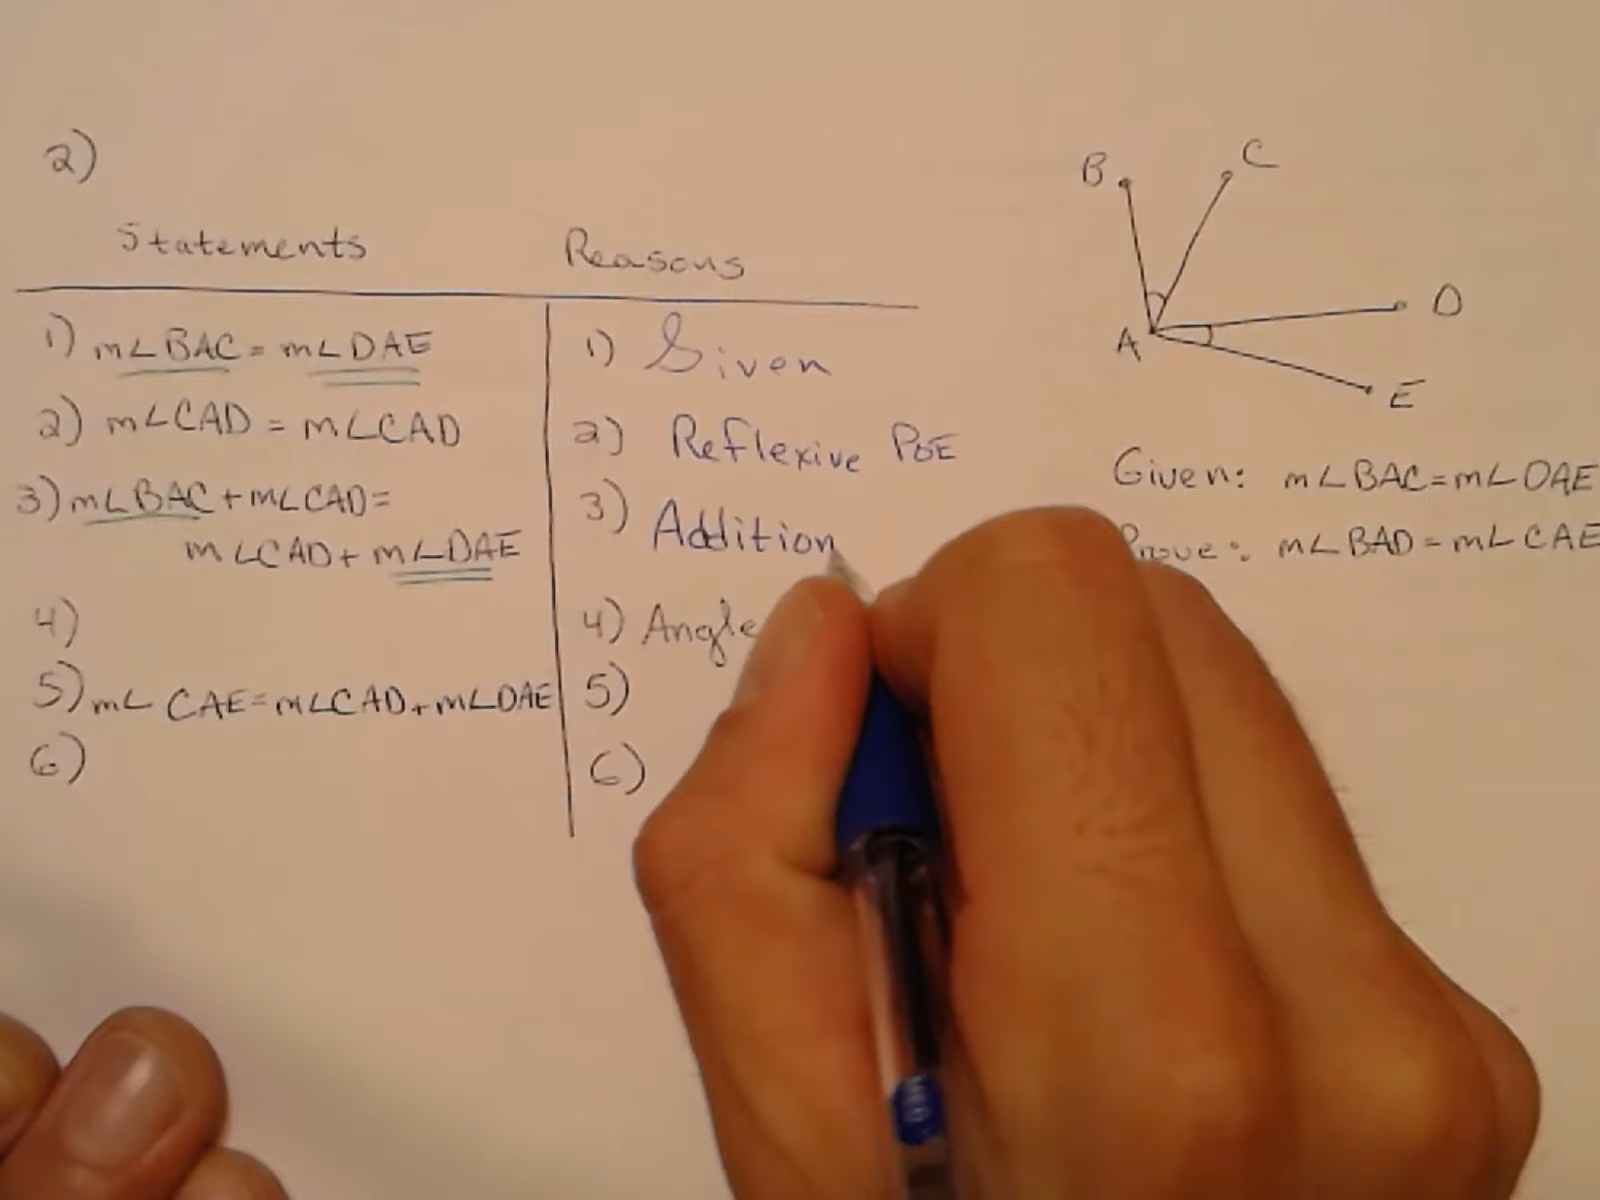 2)
Statements Reasons
1) m∠BAC = m∠DAE 1) Given
2) m∠CAD = m∠CAD 2) Reflexive PoE
3) m∠BAC + m∠CAD = 3) Addition
m∠CAD + m∠DAE
4) 4) Angle
5) m∠ CAE = m∠CAD + m∠DAE 5)
6) 6)
B C
A D
E
Given: m∠BAC = m∠DAE
Prove: m∠BAD = m∠CAE